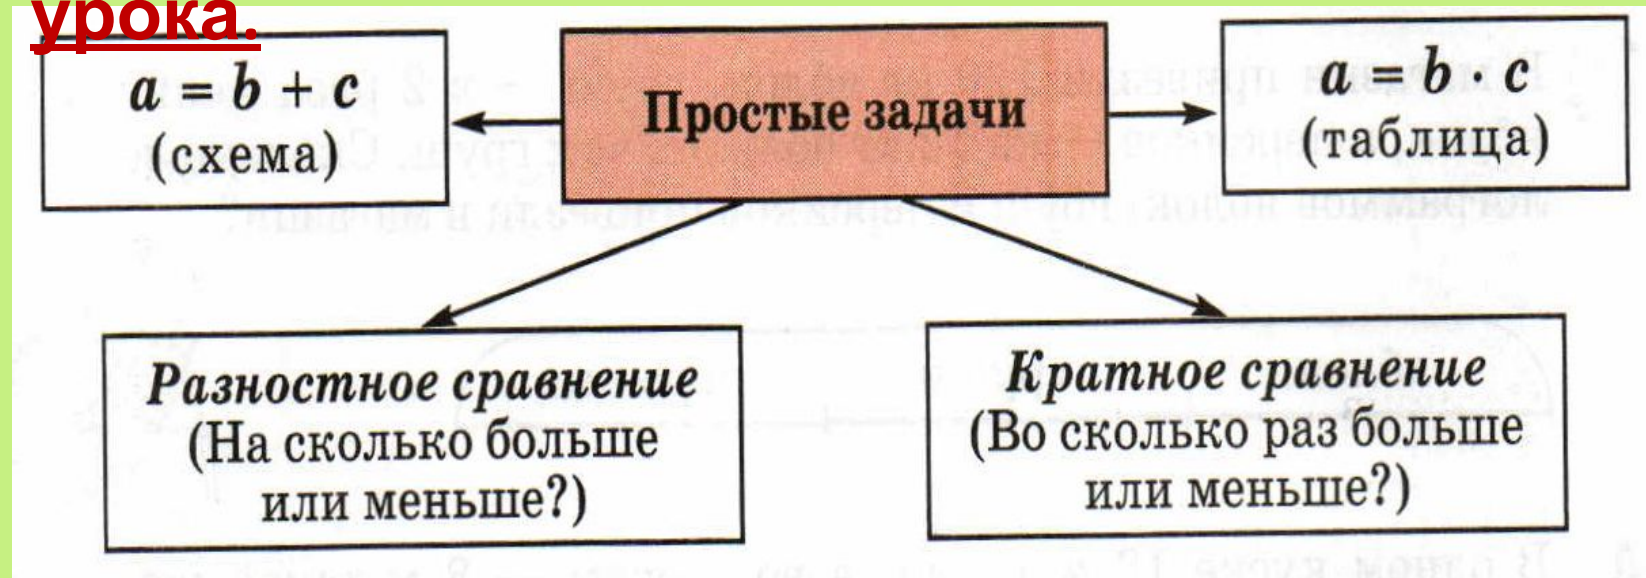 урока.
a = b + c
(схема)
Простые задачи
a = b · c
(таблица)
Разностное сравнение
(На сколько больше
или меньше?)
Кратное сравнение
(Во сколько раз больше
или меньше?)